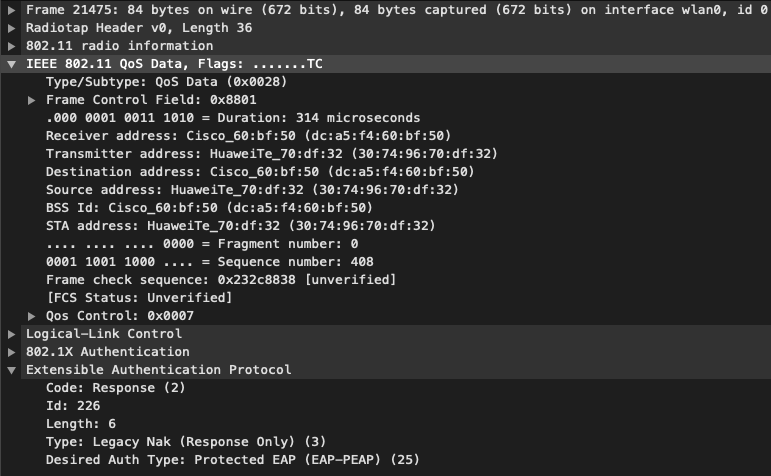 Frame 21475: 84 bytes on wire (672 bits), 84 bytes captured (672 bits) on interface wlan0, id 0
Radiotap Header v0, Length 36
802.11 radio information
IEEE 802.11 QoS Data, Flags: .......TC
Type/Subtype: QoS Data (0x0028)
Frame Control Field: 0x8801
.000 0001 0011 1010 = Duration: 314 microseconds
Receiver address: Cisco_60:bf:50 (dc:a5:f4:60:bf:50)
Transmitter address: HuaweiTe_70:df:32 (30:74:96:70:df:32)
Destination address: Cisco_60:bf:50 (dc:a5:f4:60:bf:50)
Source address: HuaweiTe_70:df:32 (30:74:96:70:df:32)
BSS Id: Cisco_60:bf:50 (dc:a5:f4:60:bf:50)
STA address: HuaweiTe_70:df:32 (30:74:96:70:df:32)
.... .... .... 0000 = Fragment number: 0
0001 1001 1000 .... = Sequence number: 408
Frame check sequence: 0x232c8838 [unverified]
[FCS Status: Unverified]
Qos Control: 0x0007
Logical-Link Control
802.1X Authentication
Extensible Authentication Protocol
Code: Response (2)
Id: 226
Length: 6
Type: Legacy Nak (Response Only) (3)
Desired Auth Type: Protected EAP (EAP-PEAP) (25)